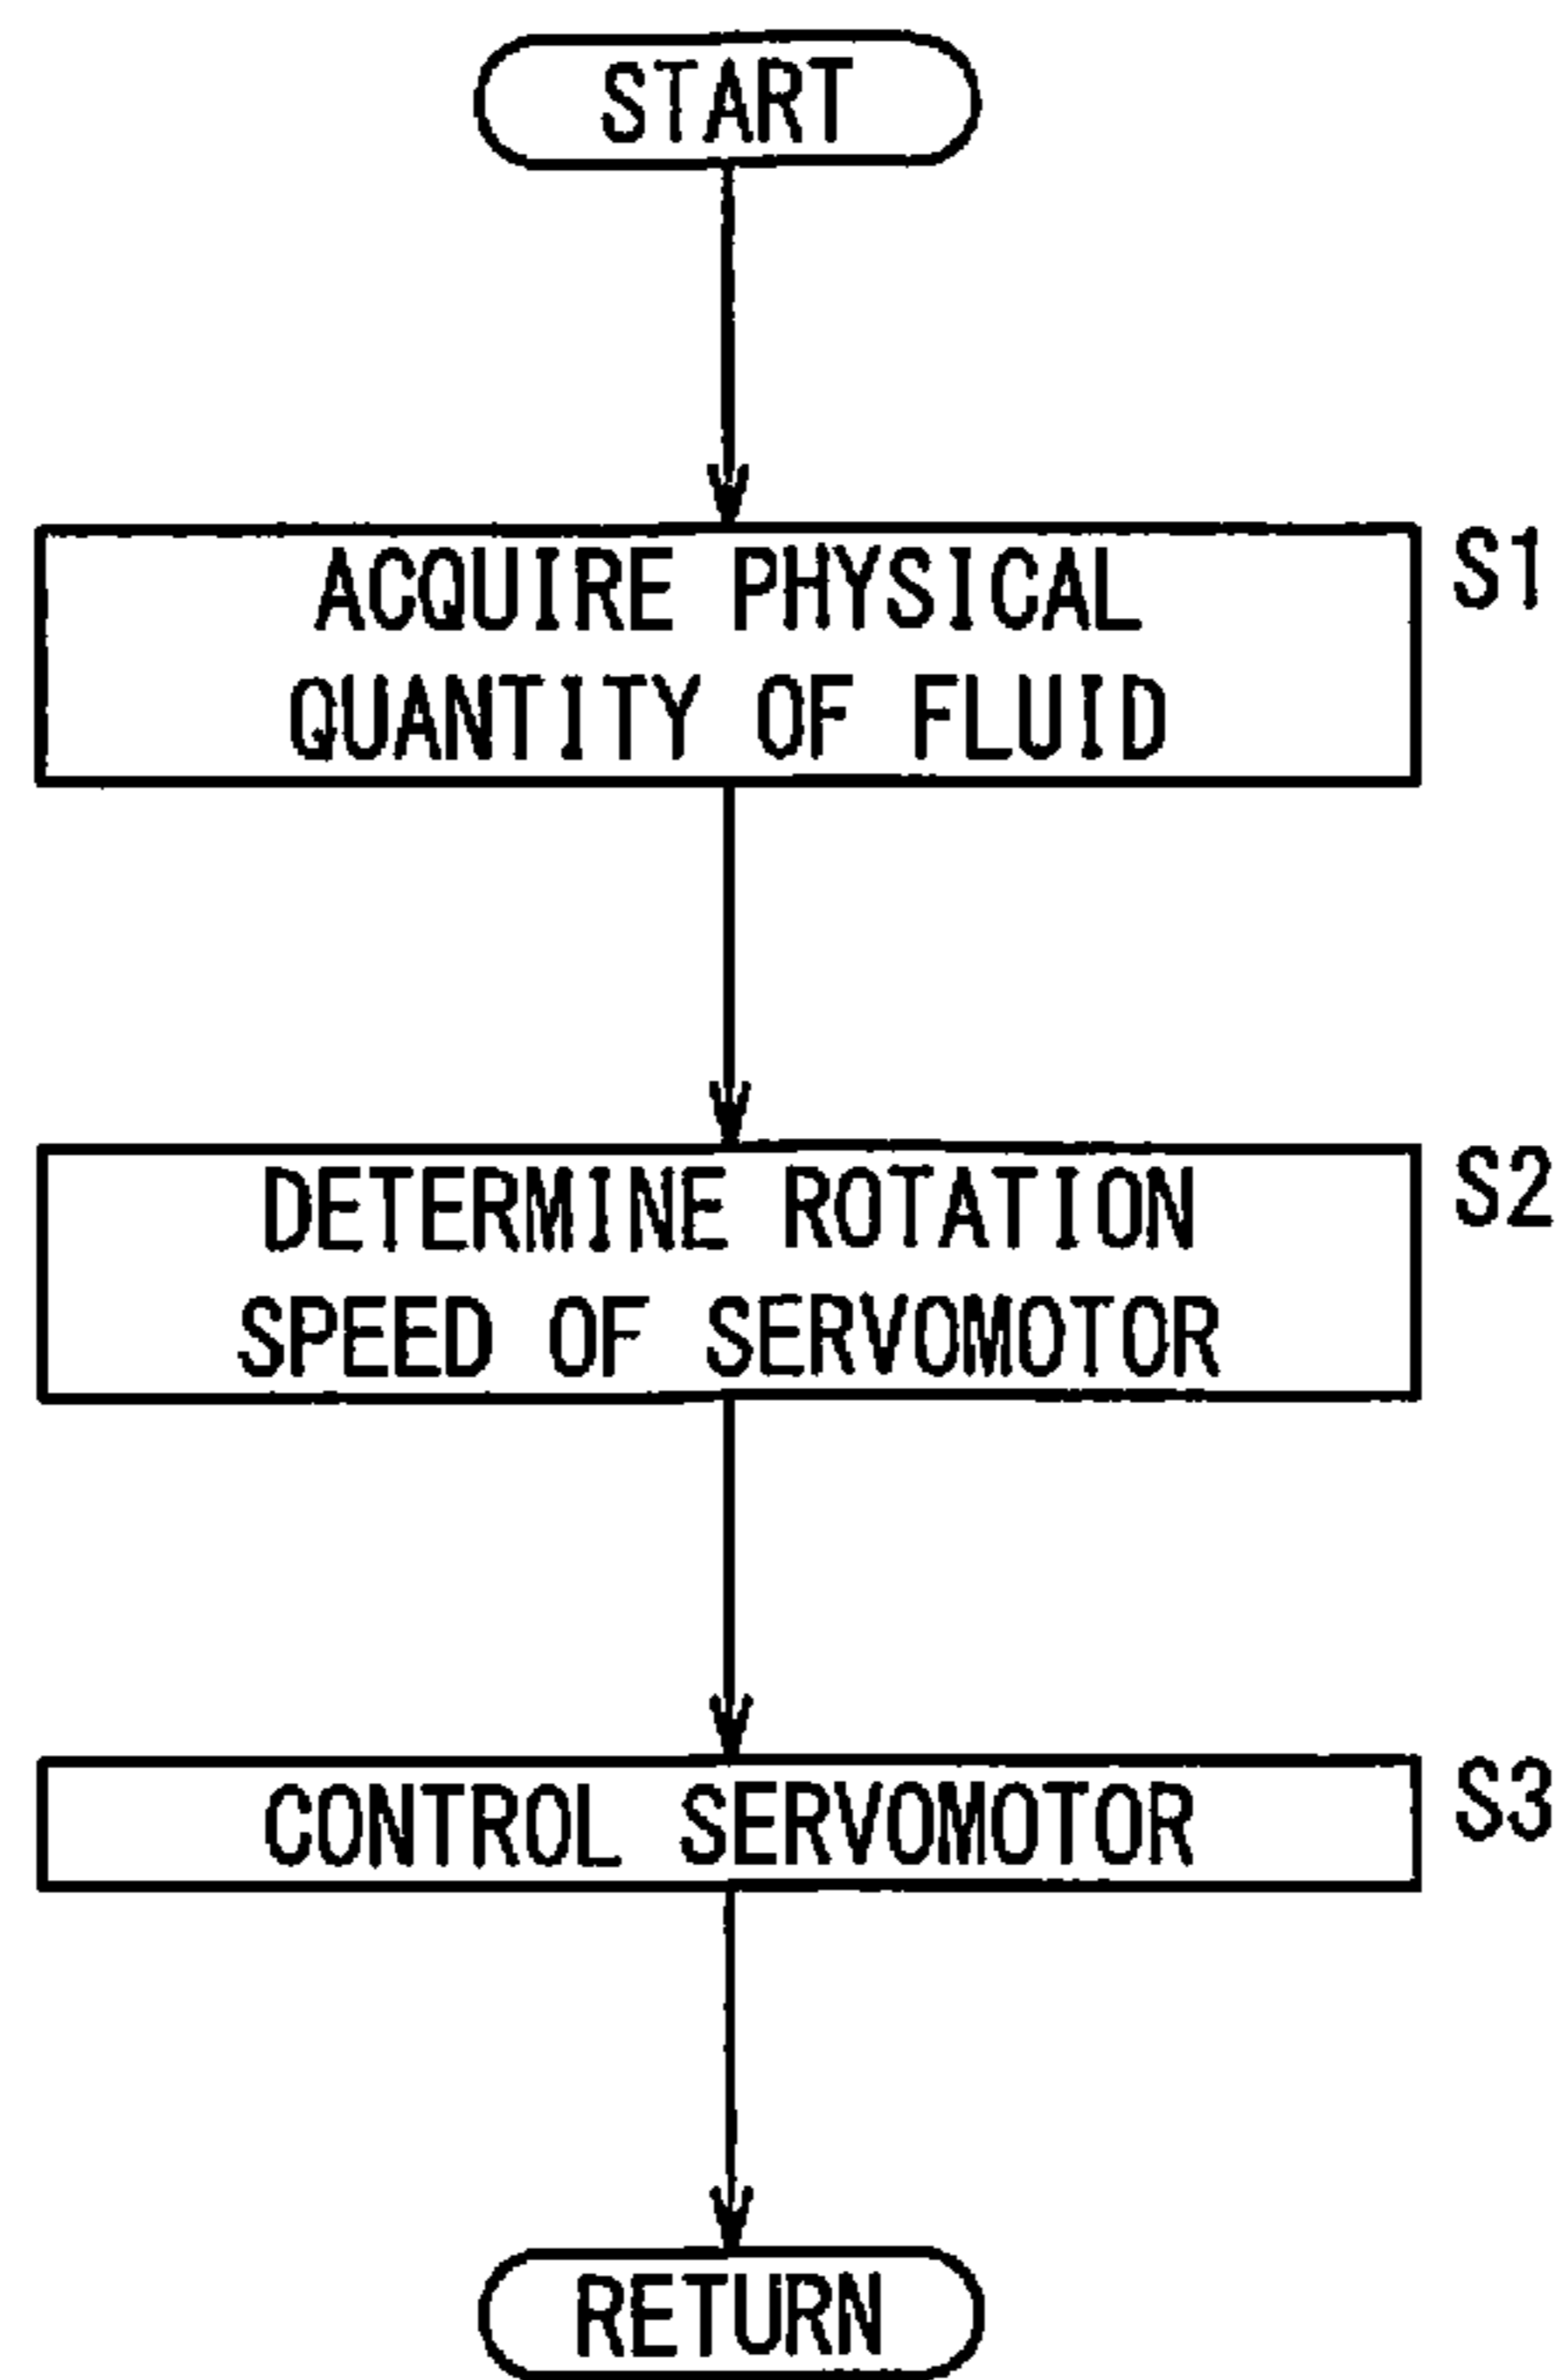 START
ACQUIRE PHYSICAL
QUANTITY OF FLUID
S1
DETERMINE ROTATION
SPEED OF SERVOMOTOR
S2
CONTROL SERVOMOTOR
S3
RETURN